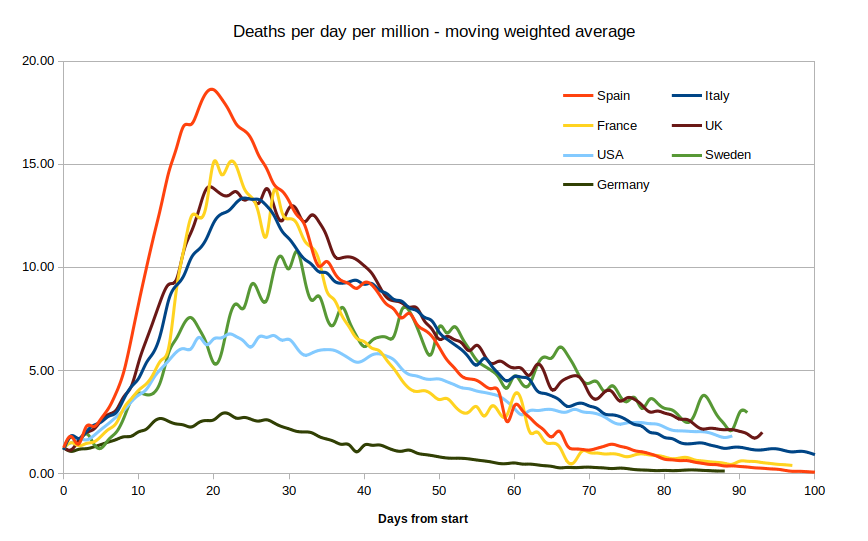 Deaths per day per million - moving weighted average
20.00
15.00
10.00
5.00
0.00
Spain Italy
France UK
USA Sweden
Germany
0 10 20 30 40 50 60 70 80 90 100
Days from start